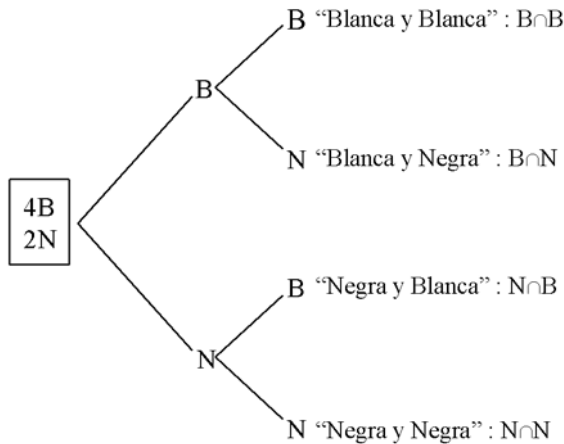 B “Blanca y Blanca” : B∩B
B
N “Blanca y Negra” : B∩N
4B
2N
B “Negra y Blanca” : N∩B
N
N “Negra y Negra” : N∩N